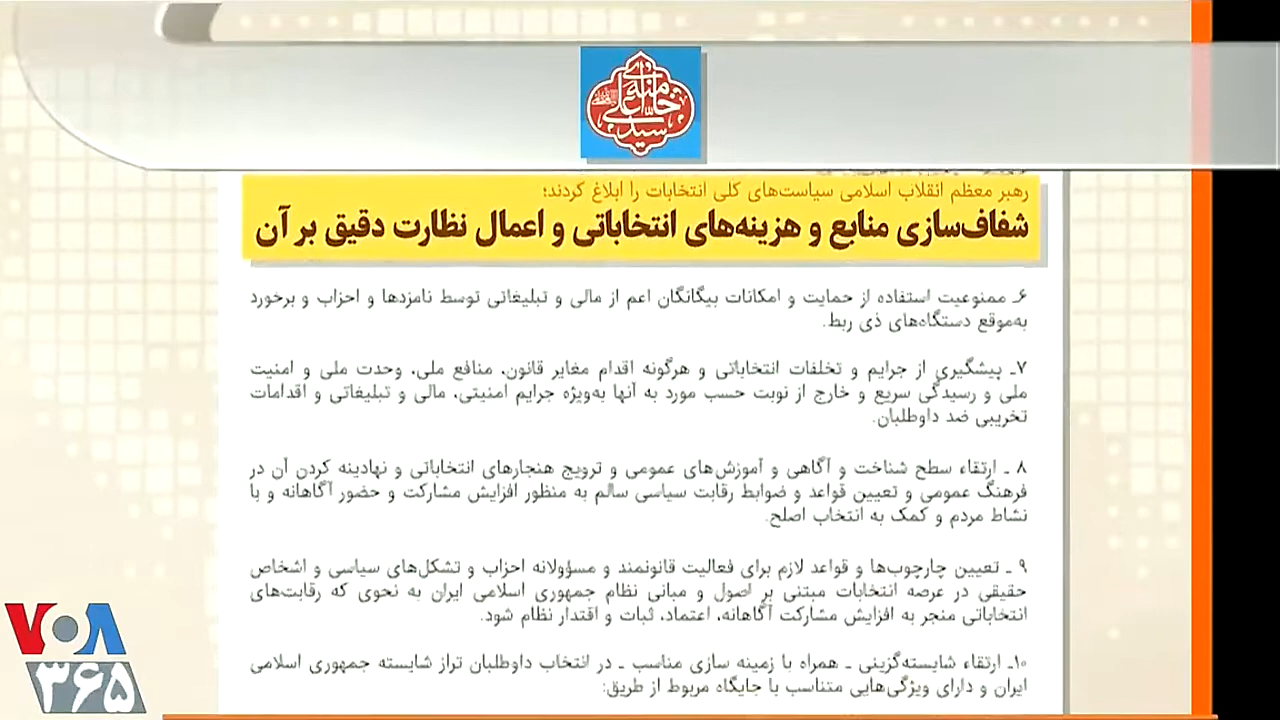 خامنه‌ای
سید علی
رهبر معظم انقلاب اسلامی سیاست‌های کلی انتخابات را ابلاغ کردند؛
شفاف‌سازی منابع و هزینه‌های انتخاباتی و اعمال نظارت دقیق بر آن
۶ـ ممنوعیت استفاده از حمایت و امکانات بیگانگان اعم از مالی و تبلیغاتی توسط نامزدها و احزاب و برخورد
به‌موقع دستگاه‌های ذی ربط.
۷ـ پیشگیری از جرایم و تخلفات انتخاباتی و هرگونه اقدام مغایر قانون، منافع ملی، وحدت ملی و امنیت
ملی و رسیدگی سریع و خارج از نوبت حسب مورد به آنها به‌ویژه جرایم امنیتی، مالی و تبلیغاتی و اقدامات
تخریبی ضد داوطلبان.
۸ ـ ارتقاء سطح شناخت و آگاهی و آموزش‌های عمومی و ترویج هنجارهای انتخاباتی و نهادینه کردن آن در
فرهنگ عمومی و تعیین قواعد و ضوابط رقابت سیاسی سالم به منظور افزایش مشارکت و حضور آگاهانه و با
نشاط مردم و کمک به انتخاب اصلح.
۹ ـ تعیین چارچوب‌ها و قواعد لازم برای فعالیت قانونمند و مسؤولانه احزاب و تشکل‌های سیاسی و اشخاص
حقیقی در عرصه انتخابات مبتنی بر اصول و مبانی نظام جمهوری اسلامی ایران به نحوی که رقابت‌های
انتخاباتی منجر به افزایش مشارکت آگاهانه، اعتماد، ثبات و اقتدار نظام شود.
۱۰ـ ارتقاء شایسته‌گزینی ـ همراه با زمینه سازی مناسب ـ در انتخاب داوطلبان تراز شایسته جمهوری اسلامی
ایران و دارای ویژگی‌هایی متناسب با جایگاه مربوط از طریق:
VOA
۳۶۵